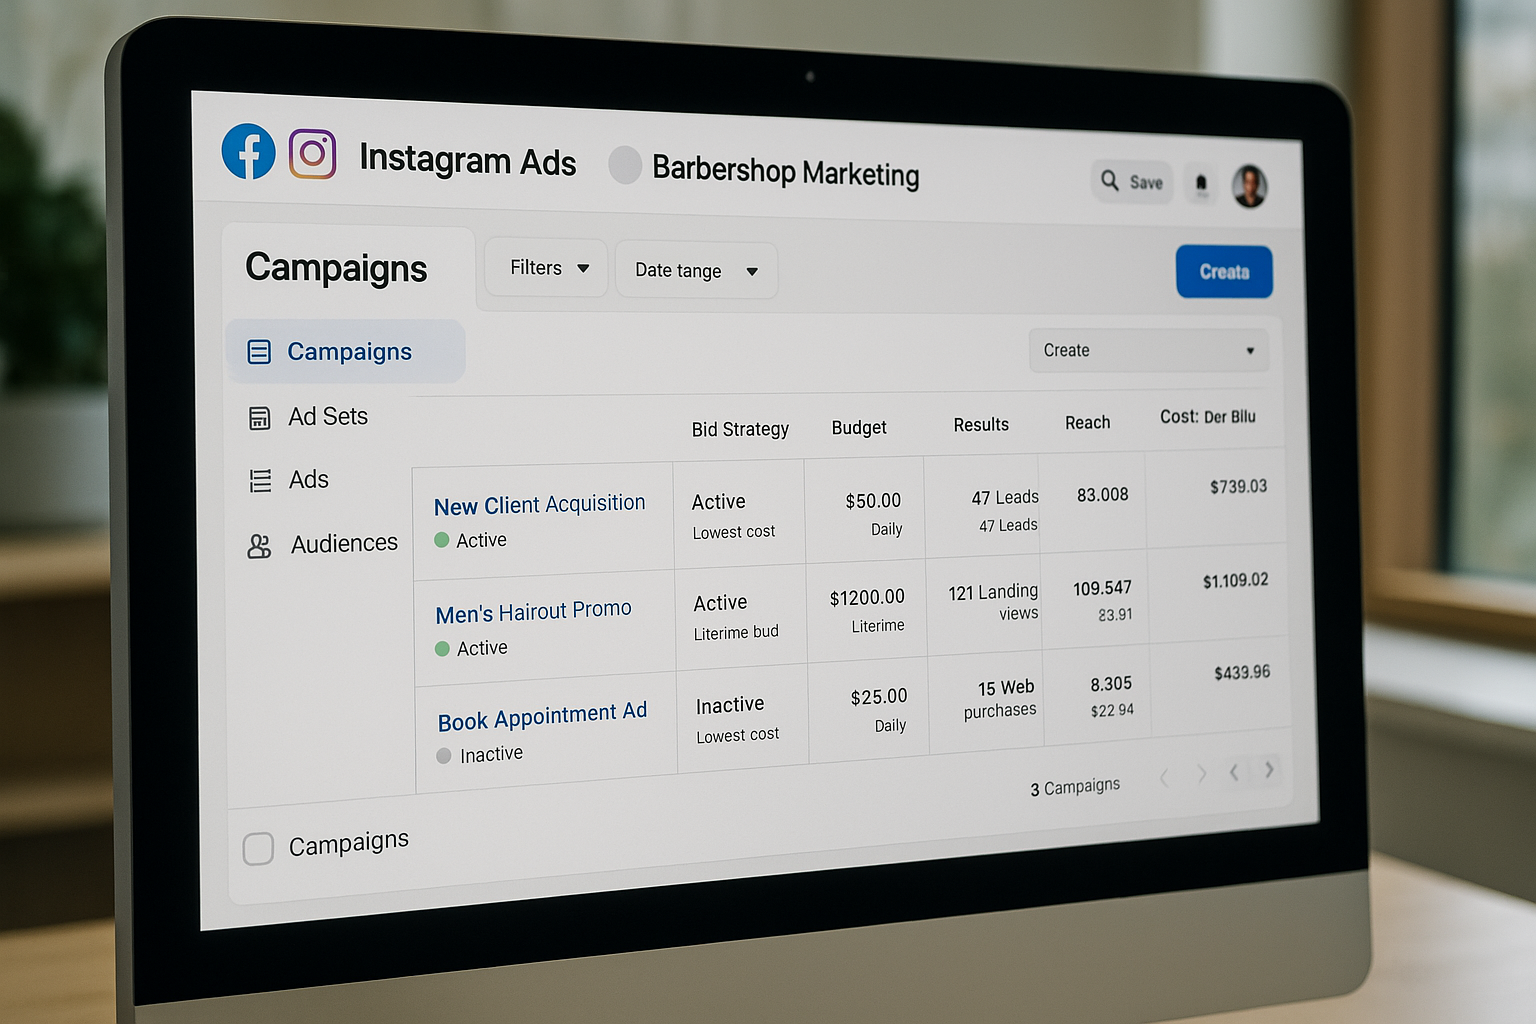 Instagram Ads
Barbershop Marketing
Save
Campaigns
Filters
Date tange
Creata
Campaigns
Ad Sets
Ads
Audiences
Create
Bid Strategy Budget Results Reach Cost: Der Bilu
New Client Acquisition
Active
Active
Lowest cost
$50.00
Daily
47 Leads
47 Leads
83.008
$739.03
Men's Hairout Promo
Active
Active
Literime bud
$1200.00
Literime
121 Landing
views
109.547
23.91
$1.109.02
Book Appointment Ad
Inactive
Inactive
Lowest cost
$25.00
Daily
15 Web
purchases
8.305
$22.94
$433.96
3 Campaigns
Campaigns